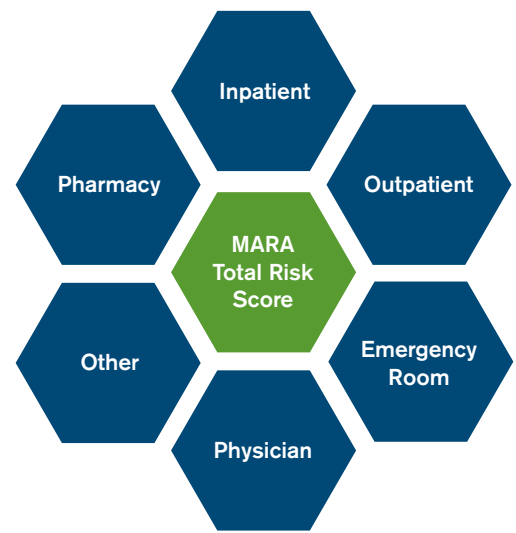 Inpatient
Pharmacy
Outpatient
MARA
Total Risk
Score
Other
Emergency
Room
Physician